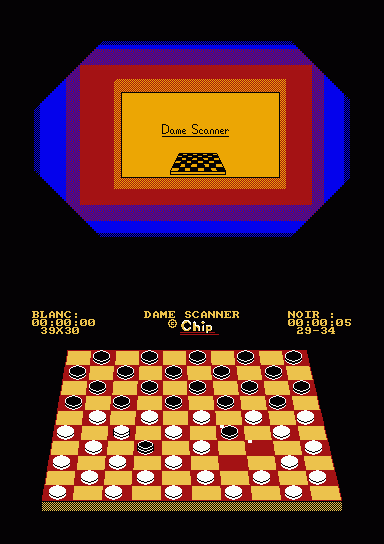 Dame Scanner
BLANC: DAME SCANNER NOIR :
00:00:00 © Chip 00:00:05
39X30 29-34